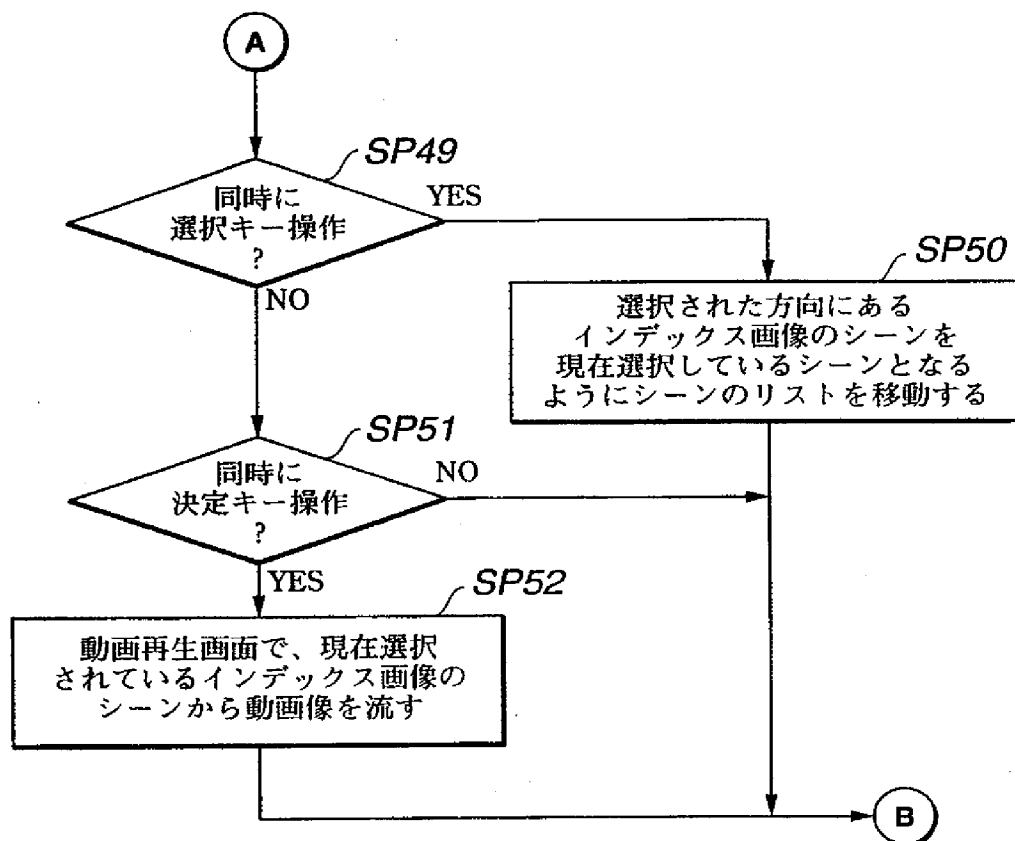 A
SP49
同時に
選択キー操作
?
YES
NO
SP50
選択された方向にある
インデックス画像のシーンを
現在選択しているシーンとなる
ようにシーンのリストを移動する
SP51
同時に
決定キー操作
?
NO
YES
SP52
動画再生画面で、現在選択
されているインデックス画像の
シーンから動画像を流す
B